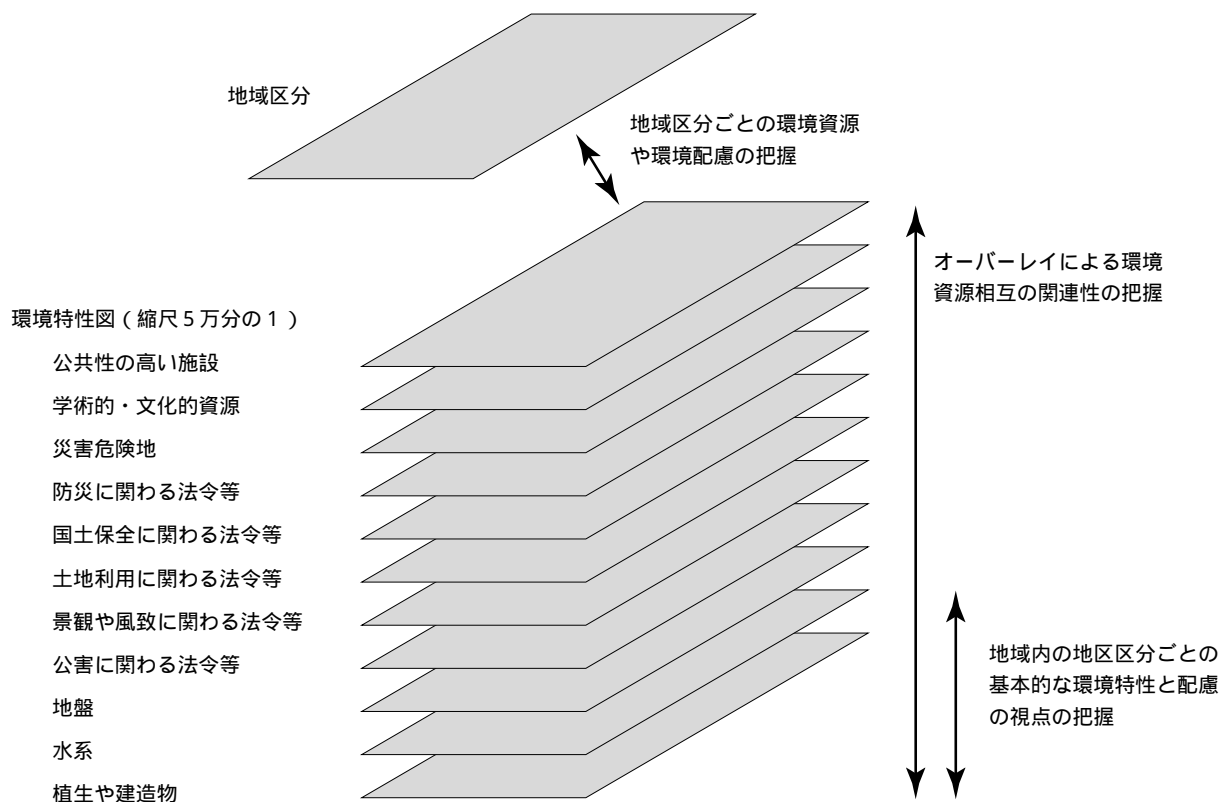 地域区分
地域区分ごとの環境資源
や環境配慮の把握
オーバーレイによる環境
資源相互の関連性の把握
環境特性図（縮尺５万分の１）
公共性の高い施設
学術的・文化的資源
災害危険地
防災に関わる法令等
国土保全に関わる法令等
土地利用に関わる法令等
景観や風致に関わる法令等
公害に関わる法令等
地盤
水系
植生や建造物
地域内の地区区分ごとの
基本的な環境特性と配慮
の視点の把握